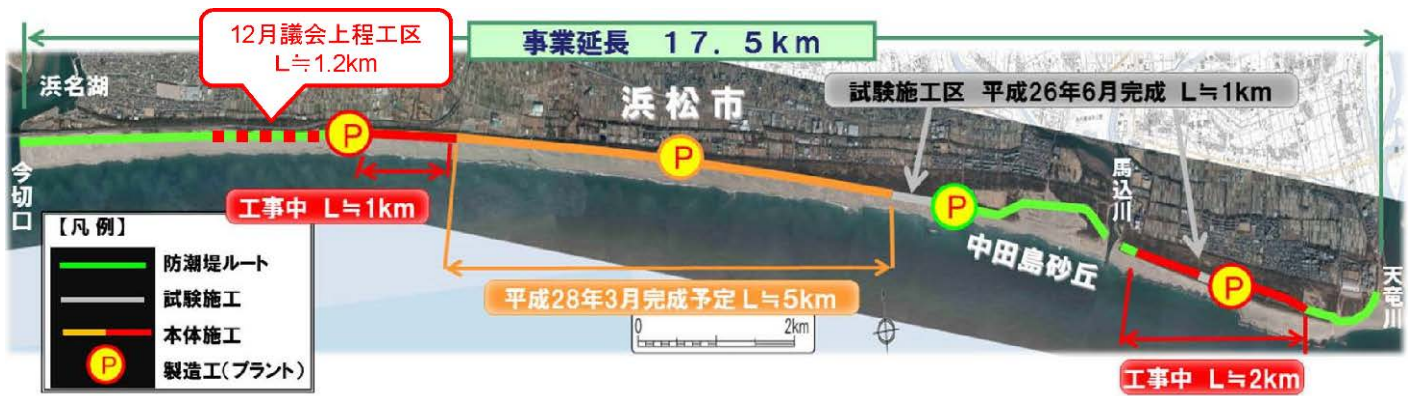 12月議会上程工区
L≒1.2km
事業延長 17.5km
浜名湖
浜松市
試験施工区 平成26年6月完成 L≒1km
今切口
P
P
P
P
馬込川
工事中 L≒1km
中田島砂丘
天竜川
平成28年3月完成予定 L≒5km
0 2km
工事中 L≒2km
【凡例】
防潮堤ルート
試験施工
本体施工
P 製造工(プラント)